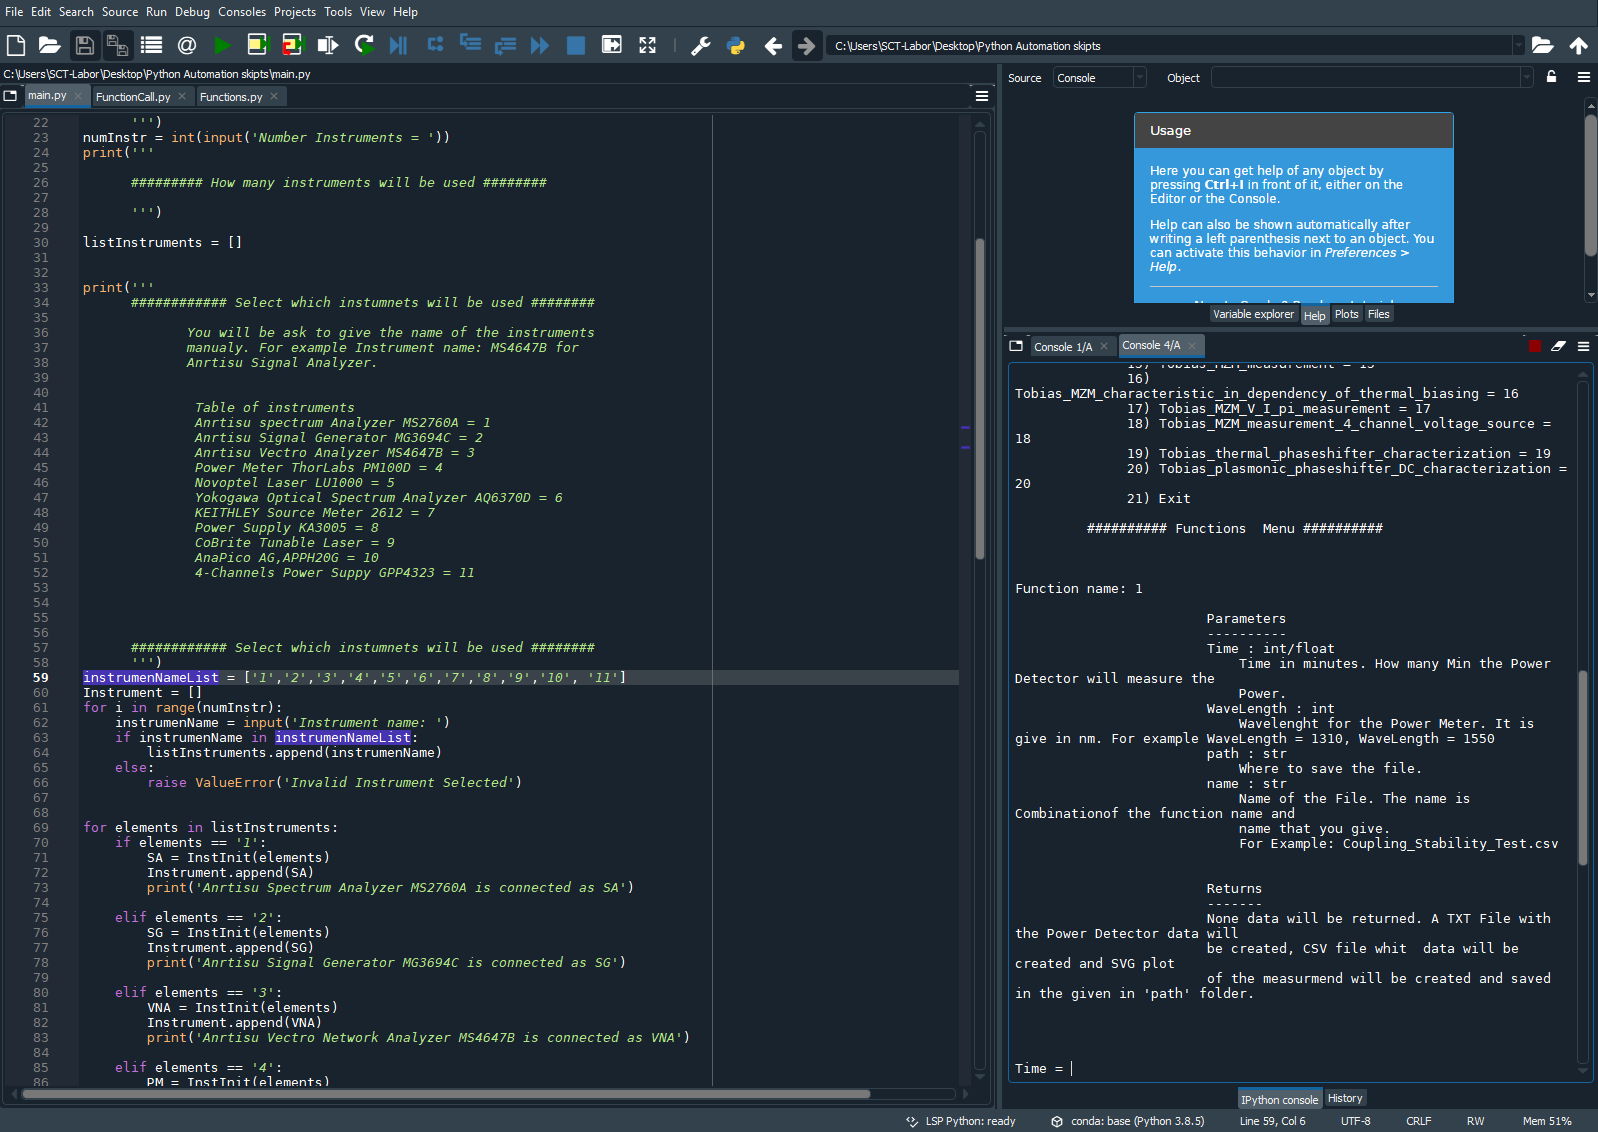 File Edit Search Source Run Debug Consoles Projects Tools View Help
C:\Users\SCT-Labor\Desktop\Python Automation skipts
C:\Users\SCT-Labor\Desktop\Python Automation skipts\main.py
main.py FunctionCall.py Functions.py
22 ''')
23 numInstr = int(input('Number Instruments = '))
24 print('''
25
26 ######### How many instruments will be used ########
27
28 ''')
29
30 listInstruments = []
31
32
33 print('''
34 ############ Select which instumnets will be used ########
35
36 You will be ask to give the name of the instruments
37 manualy. For example Instrument name: MS4647B for
38 Anrtisu Signal Analyzer.
39
40
41 Table of instruments
42 Anrtisu spectrum Analyzer MS2760A = 1
43 Anrtisu Signal Generator MG3694C = 2
44 Anrtisu Vectro Analyzer MS4647B = 3
45 Power Meter ThorLabs PM100D = 4
46 Novoptel Laser LU1000 = 5
47 Yokogawa Optical Spectrum Analyzer AQ6370D = 6
48 KEITHLEY Source Meter 2612 = 7
49 Power Supply KA3005 = 8
50 CoBrite Tunable Laser = 9
51 AnaPico AG,APPH20G = 10
52 4-Channels Power Suppy GPP4323 = 11
53
54
55
56
57 ############ Select which instumnets will be used ########
58 ''')
59 instrumenNameList = ['1','2','3','4','5','6','7','8','9','10', '11']
60 Instrument = []
61 for i in range(numInstr):
62 instrumenName = input('Instrument name: ')
63 if instrumenName in instrumenNameList:
64 listInstruments.append(instrumenName)
65 else:
66 raise ValueError('Invalid Instrument Selected')
67
68
69 for elements in listInstruments:
70 if elements == '1':
71 SA = InstInit(elements)
72 Instrument.append(SA)
73 print('Anrtisu Spectrum Analyzer MS2760A is connected as SA')
74
75 elif elements == '2':
76 SG = InstInit(elements)
77 Instrument.append(SG)
78 print('Anrtisu Signal Generator MG3694C is connected as SG')
79
80 elif elements == '3':
81 VNA = InstInit(elements)
82 Instrument.append(VNA)
83 print('Anrtisu Vectro Network Analyzer MS4647B is connected as VNA')
84
85 elif elements == '4':
86 PM = InstInit(elements)
Source Console Object
Usage
Here you can get help of any object by
pressing Ctrl+I in front of it, either on the
Editor or the Console.
Help can also be shown automatically after
writing a left parenthesis next to an object. You
can activate this behavior in Preferences >
Help.
Variable explorer Help Plots Files
Console 1/A Console 4/A
15) Tobias_MZM_measurement = 15
16)
Tobias_MZM_characteristic_in_dependency_of_thermal_biasing = 16
17) Tobias_MZM_V_I_pi_measurement = 17
18) Tobias_MZM_measurement_4_channel_voltage_source =
18
19) Tobias_thermal_phaseshifter_characterization = 19
20) Tobias_plasmonic_phaseshifter_DC_characterization =
20
21) Exit
########## Functions  Menu ##########
Function name: 1
Parameters
----------
Time : int/float
Time in minutes. How many Min the Power
Detector will measure the
Power.
WaveLength : int
Wavelenght for the Power Meter. It is
give in nm. For example WaveLength = 1310, WaveLength = 1550
path : str
Where to save the file.
name : str
Name of the File. The name is
Combinationof the function name and
name that you give.
For Example: Coupling_Stability_Test.csv
Returns
-------
None data will be returned. A TXT File with
the Power Detector data will
be created, CSV file whit  data will be
created and SVG plot
of the measurmend will be created and saved
in the given in 'path' folder.
Time =
IPython console History
LSP Python: ready conda: base (Python 3.8.5) Line 59, Col 6 UTF-8 CRLF RW Mem 51%